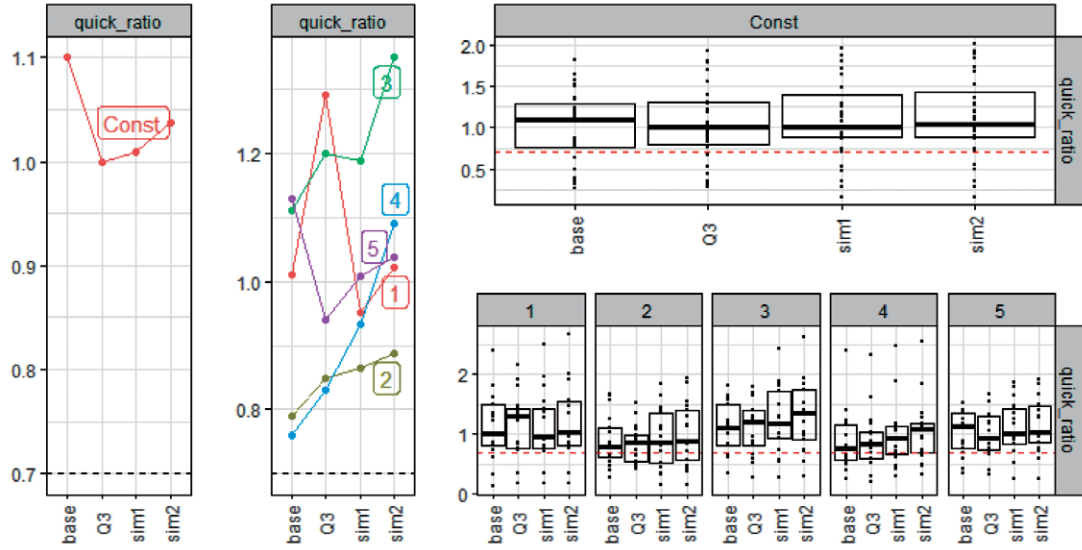 quick_ratio
1.1
1.0
0.9
0.8
0.7
Const
base
Q3
sim1
sim2
quick_ratio
1.2
1.0
0.8
3
4
5
1
2
base
Q3
sim1
sim2
Const
2.0
1.5
1.0
0.5
quick_ratio
base
Q3
sim1
sim2
1 2 3 4 5
2
1
0
quick_ratio
base Q3 sim1 sim2 base Q3 sim1 sim2 base Q3 sim1 sim2 base Q3 sim1 sim2 base Q3 sim1 sim2